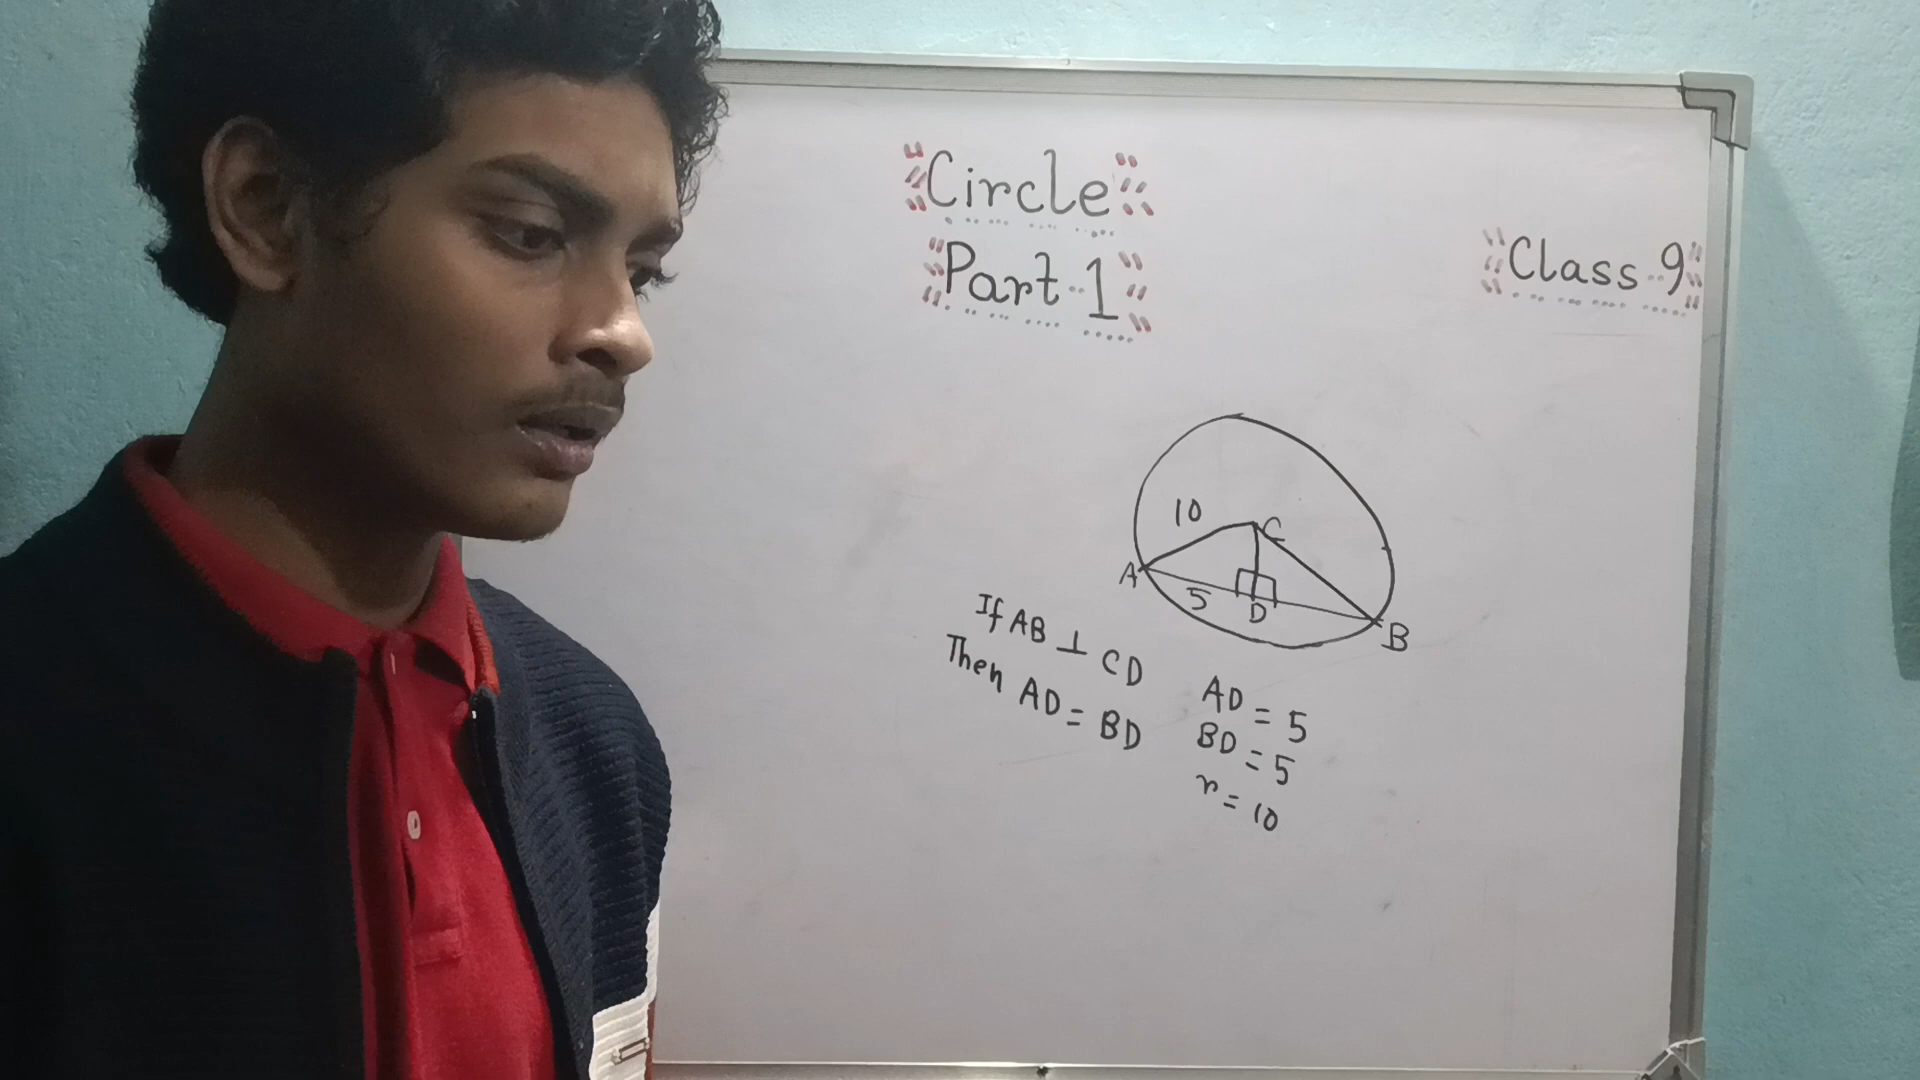 Circle
Part-1
Class-9
10
C
A
5
D
B
If AB ⊥ CD
Then AD = BD
AD = 5
BD = 5
r = 10